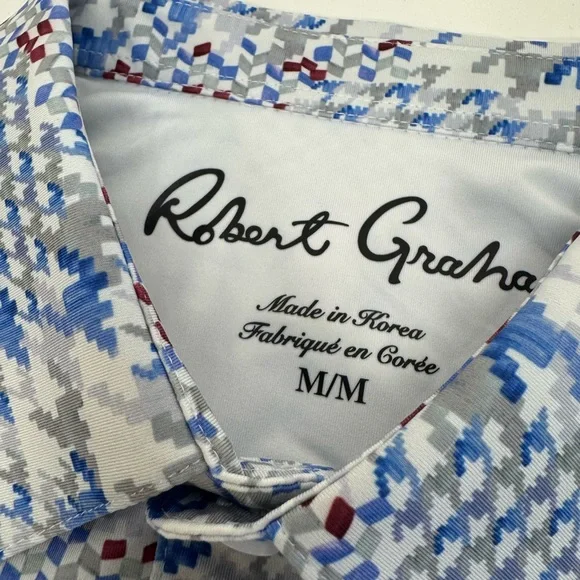 Robert Graha
Made in Korea
Fabriqué en Corée
M/M